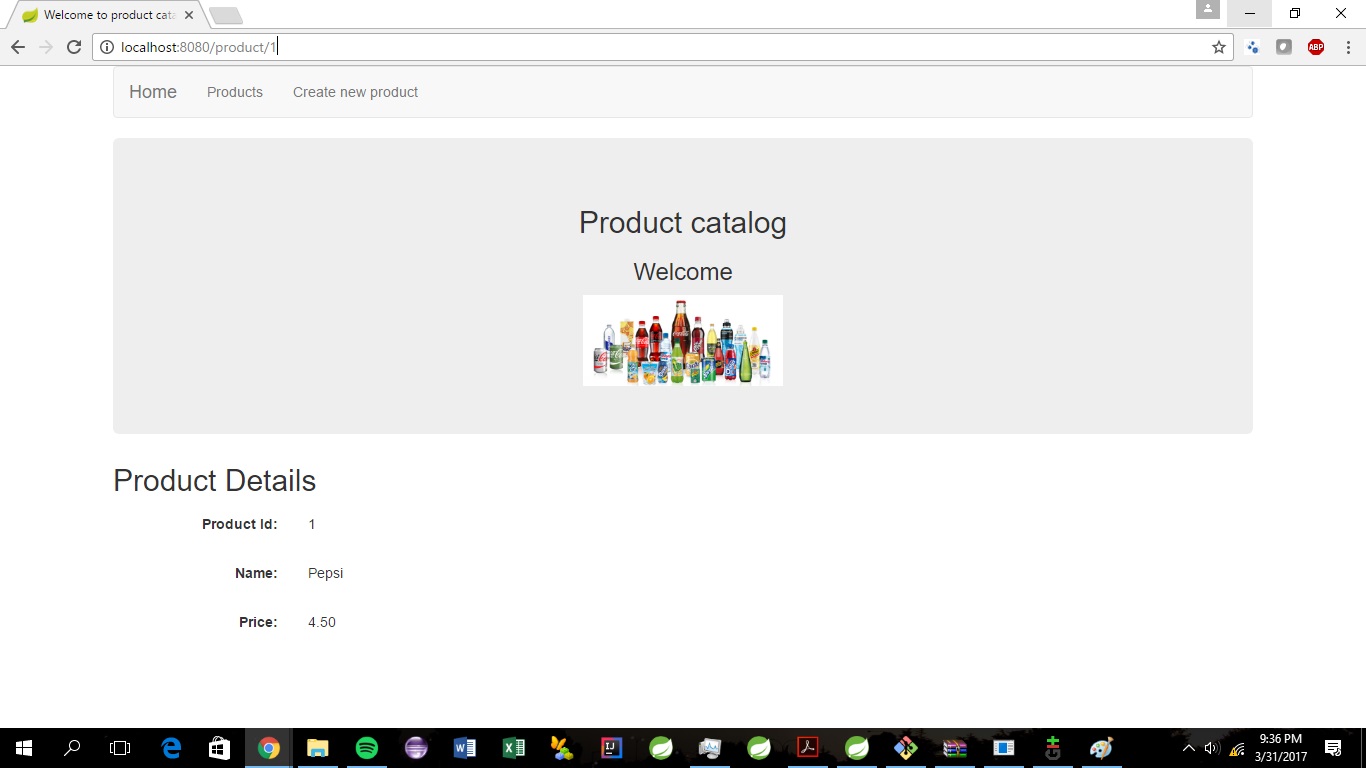 Welcome to product cata
localhost:8080/product/1
ABP
Home Products Create new product
Product catalog
Welcome
Product Details
Product Id: 1
Name: Pepsi
Price: 4.50
9:36 PM
3/31/2017